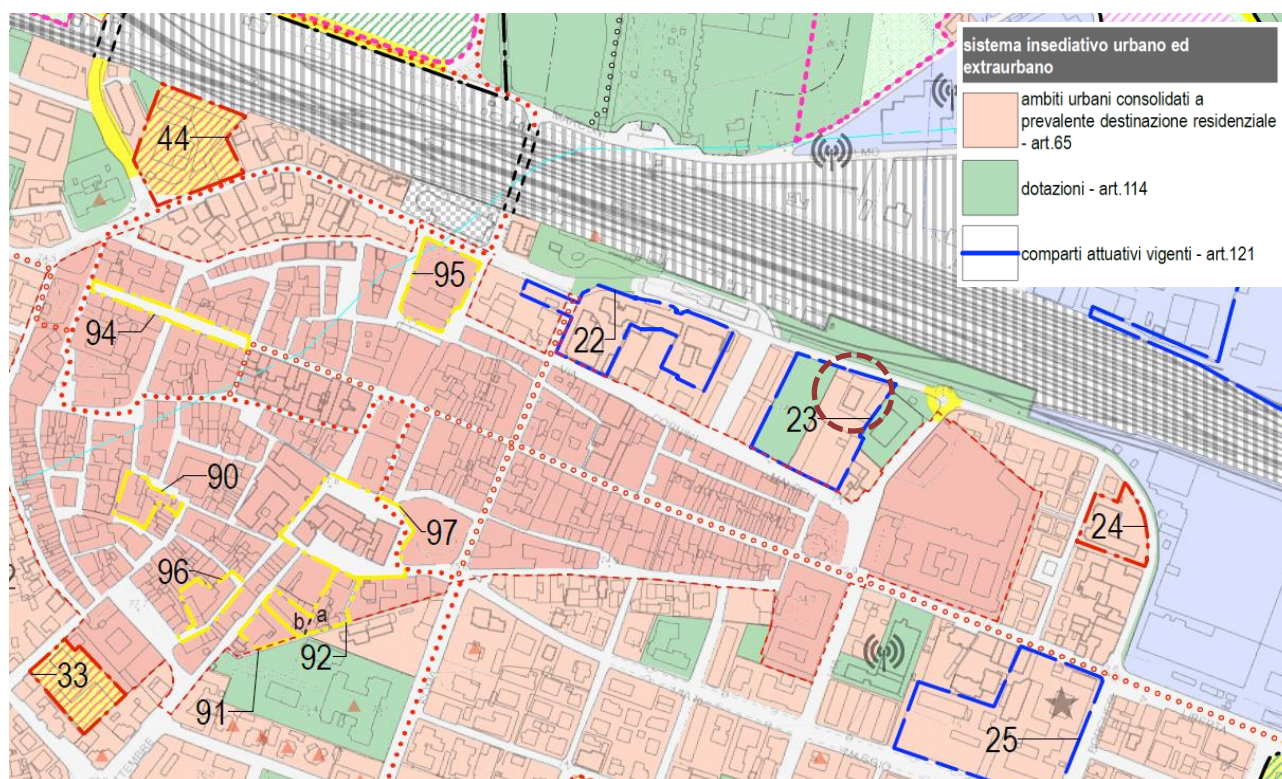 sistema insediativo urbano ed
extraurbano
ambiti urbani consolidati a
prevalente destinazione residenziale
- art.65
dotazioni - art.114
comparti attuativi vigenti - art.121
44
95
94
22
23
24
90
97
96
b
a
92
33
91
25